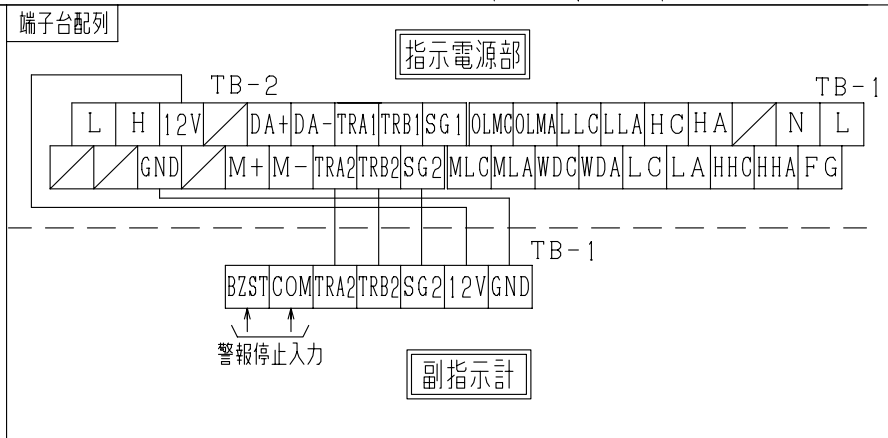 端子台配列
指示電源部
TB-2 TB-1
L H 12V DA+ DA- TRA1 TRB1 SG1 OLMC OLMA LLC LLA HC HA N L
GND M+ M- TRA2 TRB2 SG2 MLC MLA WDC WDA LC LA HHC HHA FG
TB-1
BZST COM TRA2 TRB2 SG2 12V GND
警報停止入力
副指示計